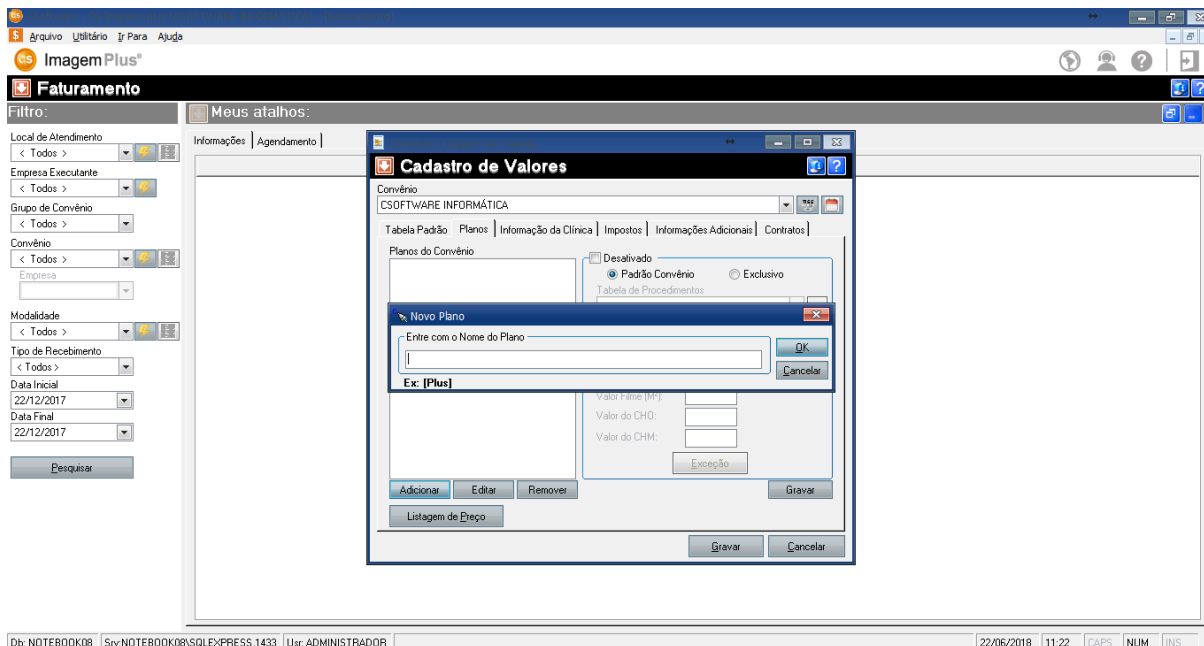 Arquivo Utilitário Ir Para Ajuda
cs ImagemPlus®
Faturamento
Filtro:
Meus atalhos:
Local de Atendimento
< Todos >
Empresa Executante
< Todos >
Grupo de Convênio
< Todos >
Convênio
< Todos >
Empresa
Modalidade
< Todos >
Tipo de Recebimento
< Todos >
Data Inicial
22/12/2017
Data Final
22/12/2017
Pesquisar
Informações Agendamento
Cadastro de Valores
Convênio
CSOFTWARE INFORMÁTICA
Tabela Padrão Planos Informação da Clínica Impostos Informações Adicionais Contratos
Planos do Convênio
Desativado
Padrão Convênio Exclusivo
Tabela de Procedimentos
Novo Plano
Entre com o Nome do Plano
OK
Cancelar
Ex: [Plus]
Valor Filme (M²):
Valor do CHO:
Valor do CHM:
Exceção
Adicionar Editar Remover Gravar
Listagem de Preço
Gravar Cancelar
Db: NOTEBOOK08 Srv:NOTEBOOK08\SQLEXPRESS,1433 Usr: ADMINISTRADOR 22/06/2018 11:22 CAPS NUM INS